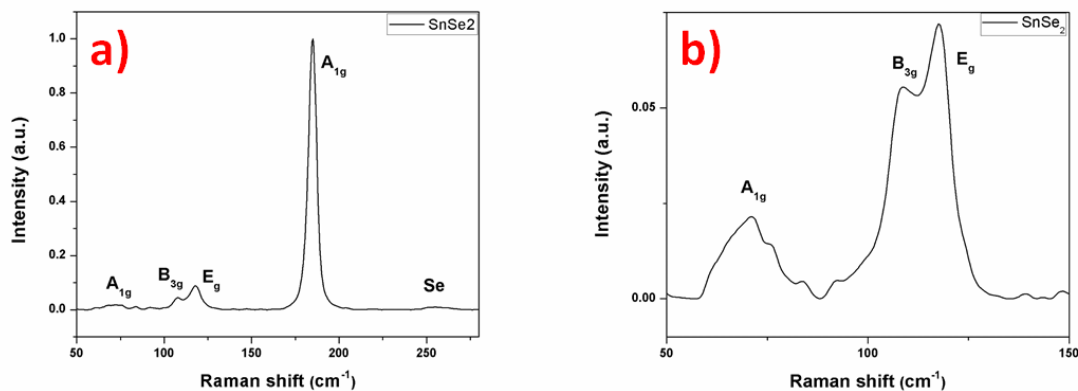 a)
SnSe2
A1g
A1g
B3g
Eg
Se
1.0
0.8
0.6
0.4
0.2
0.0
50 100 150 200 250
Intensity (a.u.)
Raman shift (cm-1)
b)
SnSe2
B3g
Eg
A1g
0.05
0.00
50 100 150
Intensity (a.u.)
Raman shift (cm-1)